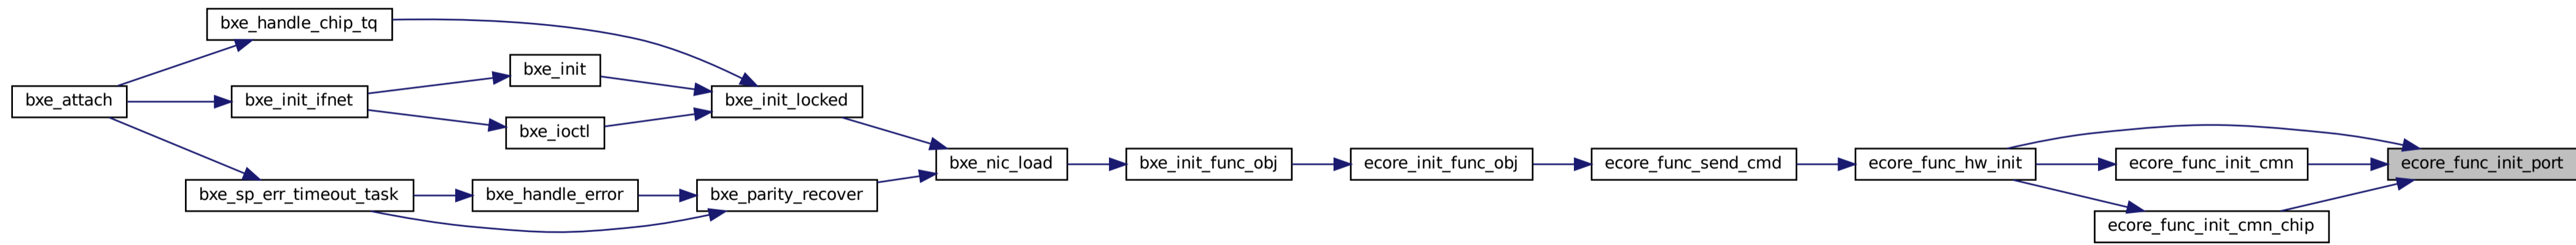 bxe_handle_chip_tq
bxe_init
bxe_attach
bxe_init_ifnet
bxe_init_locked
bxe_ioctl
bxe_nic_load
bxe_init_func_obj
ecore_init_func_obj
ecore_func_send_cmd
ecore_func_hw_init
ecore_func_init_cmn
ecore_func_init_port
bxe_sp_err_timeout_task
bxe_handle_error
bxe_parity_recover
ecore_func_init_cmn_chip